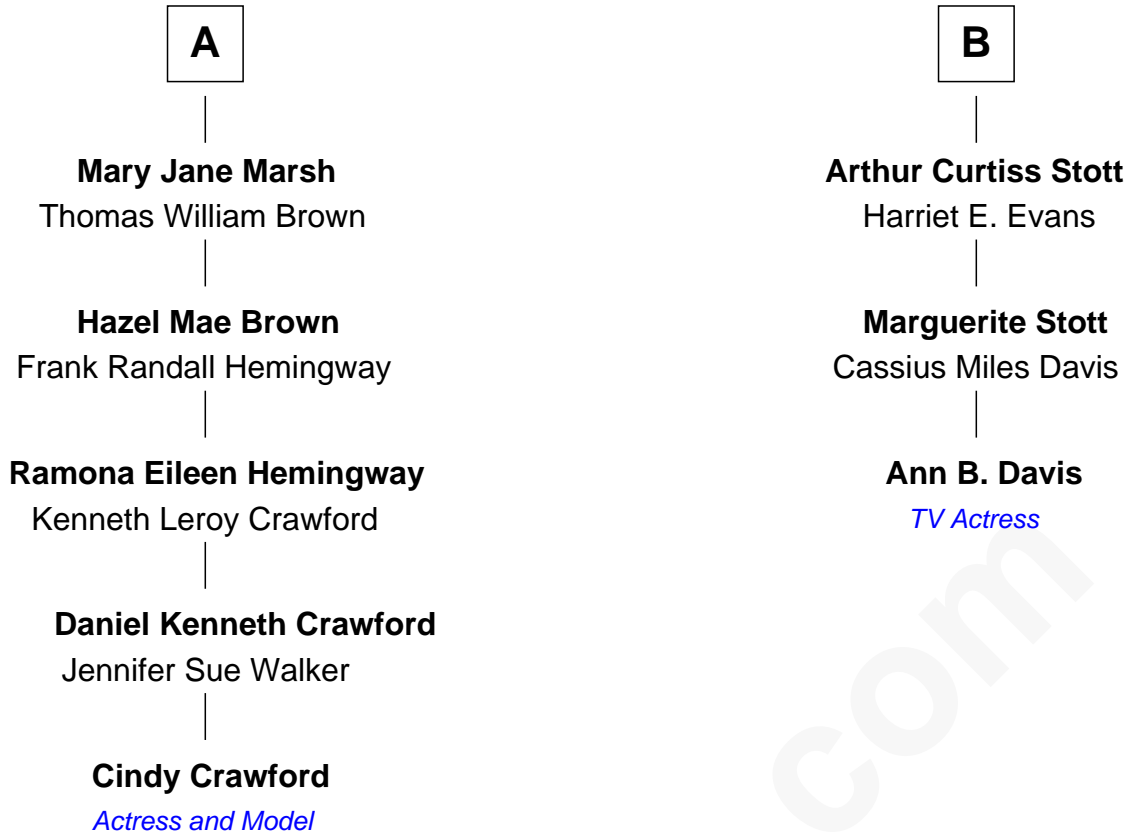 A
Mary Jane Marsh
Thomas William Brown
Hazel Mae Brown
Frank Randall Hemingway
Ramona Eileen Hemingway
Kenneth Leroy Crawford
Daniel Kenneth Crawford
Jennifer Sue Walker
Cindy Crawford
Actress and Model
B
Arthur Curtiss Stott
Harriet E. Evans
Marguerite Stott
Cassius Miles Davis
Ann B. Davis
TV Actress
com